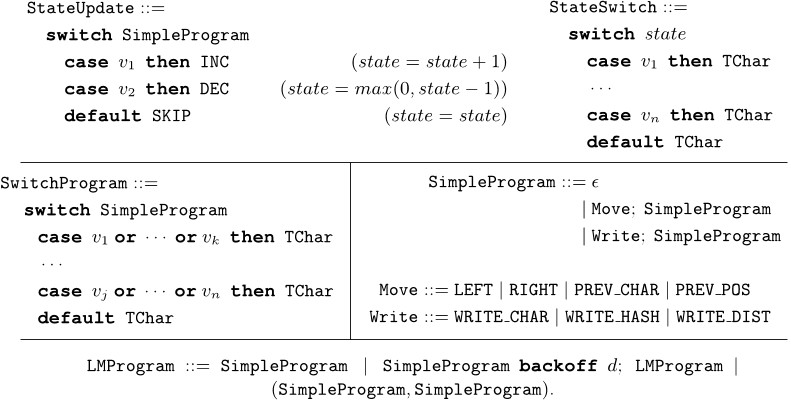 StateUpdate ::=
switch SimpleProgram
case v₁ then INC (state = state + 1)
case v₂ then DEC (state = max(0, state − 1))
default SKIP (state = state)
StateSwitch ::=
switch state
case v₁ then TChar
···
case vₙ then TChar
default TChar
SwitchProgram ::=
switch SimpleProgram
case v₁ or ··· or vₖ then TChar
···
case vⱼ or ··· or vₙ then TChar
default TChar
SimpleProgram ::= ϵ
| Move; SimpleProgram
| Write; SimpleProgram
Move ::= LEFT | RIGHT | PREV_CHAR | PREV_POS
Write ::= WRITE_CHAR | WRITE_HASH | WRITE_DIST
LMProgram ::= SimpleProgram | SimpleProgram backoff d; LMProgram |
(SimpleProgram, SimpleProgram).